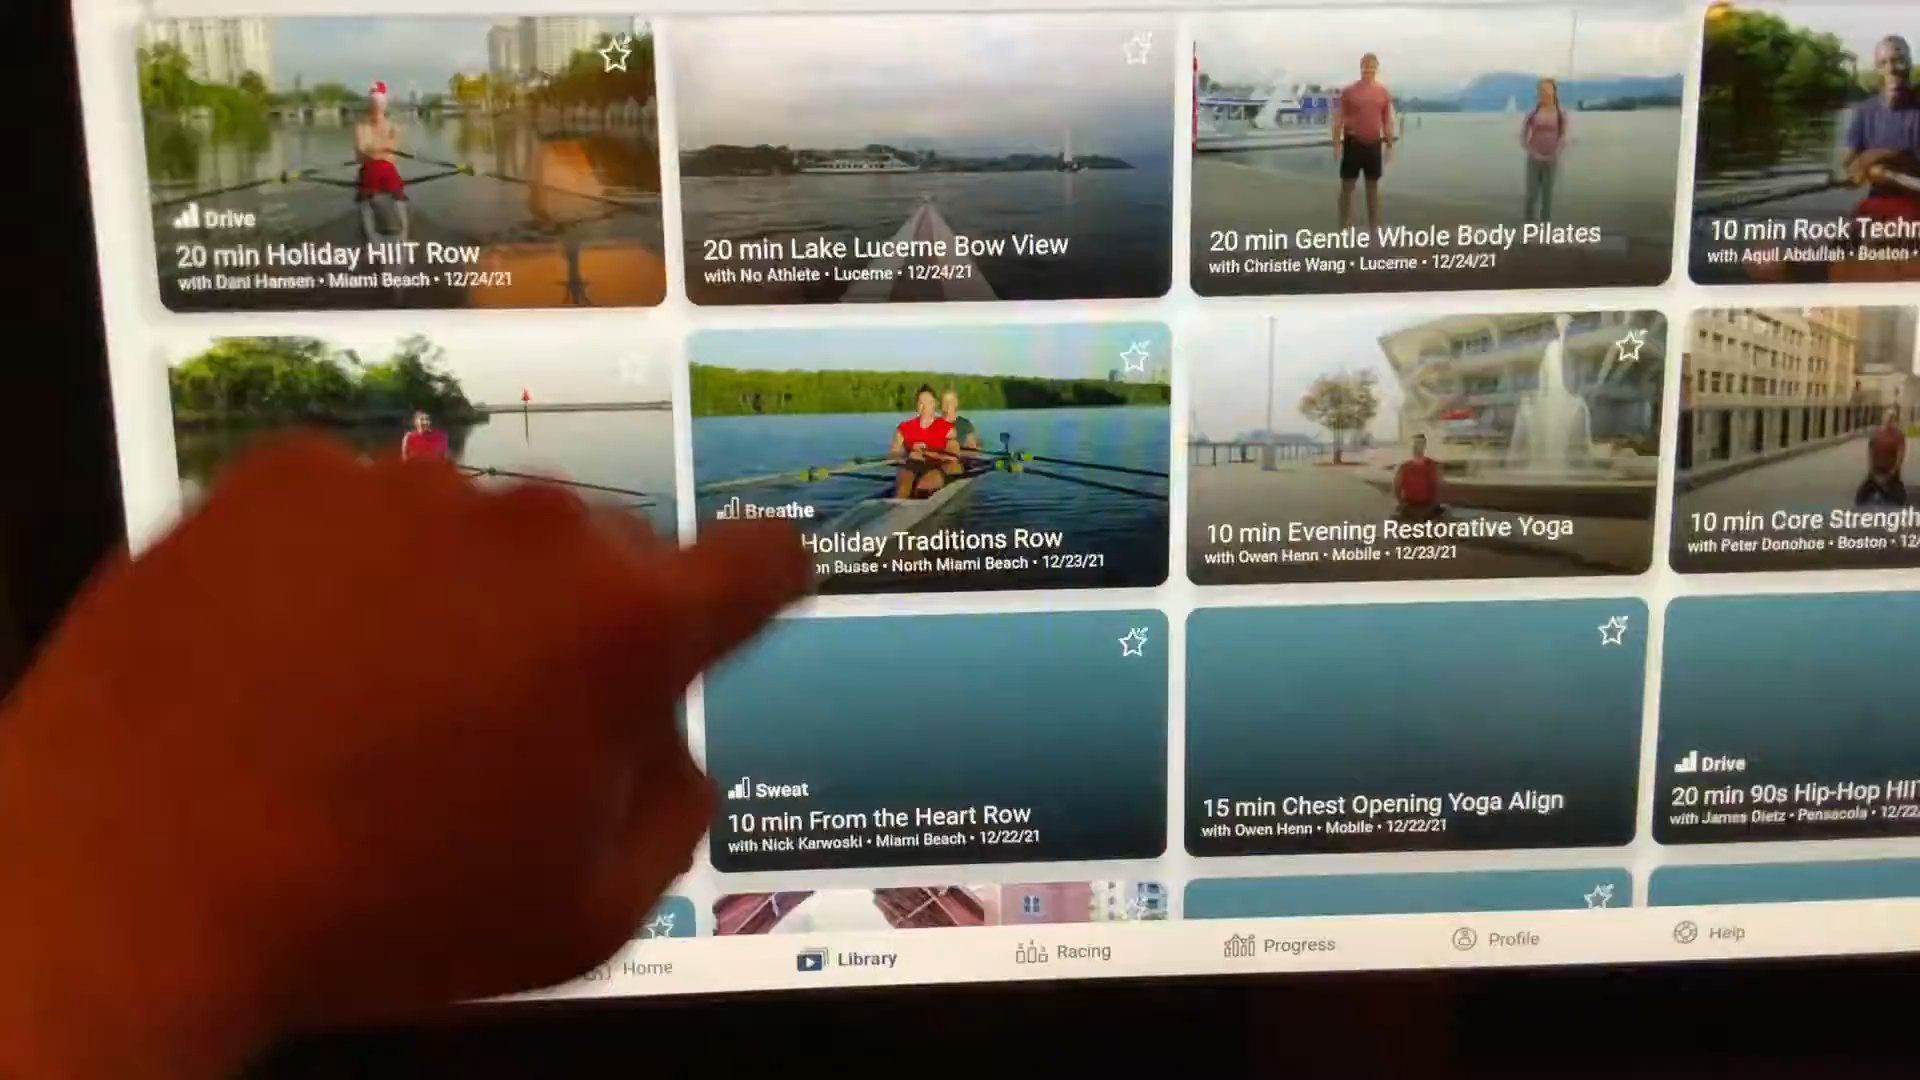 Drive
20 min Holiday HIIT Row
with Dani Hansen • Miami Beach • 12/24/21
20 min Lake Lucerne Bow View
with No Athlete • Lucerne • 12/24/21
20 min Gentle Whole Body Pilates
with Christie Wang • Lucerne • 12/24/21
10 min Rock
with Aquil Abdullah • Boston •
Breathe
Holiday Traditions Row
Busse • North Miami Beach • 12/23/21
10 min Evening Restorative Yoga
with Owen Henn • Mobile • 12/23/21
10 min Core Strength
with Peter Donohoe • Boston •
Sweat
10 min From the Heart Row
with Nick Karwoski • Miami Beach • 12/22/21
15 min Chest Opening Yoga Align
with Owen Henn • Mobile • 12/22/21
Drive
20 min 90s Hip-Hop
with James Dietz • Pensacola •
Home
Library
Racing
Progress
Profile
Help